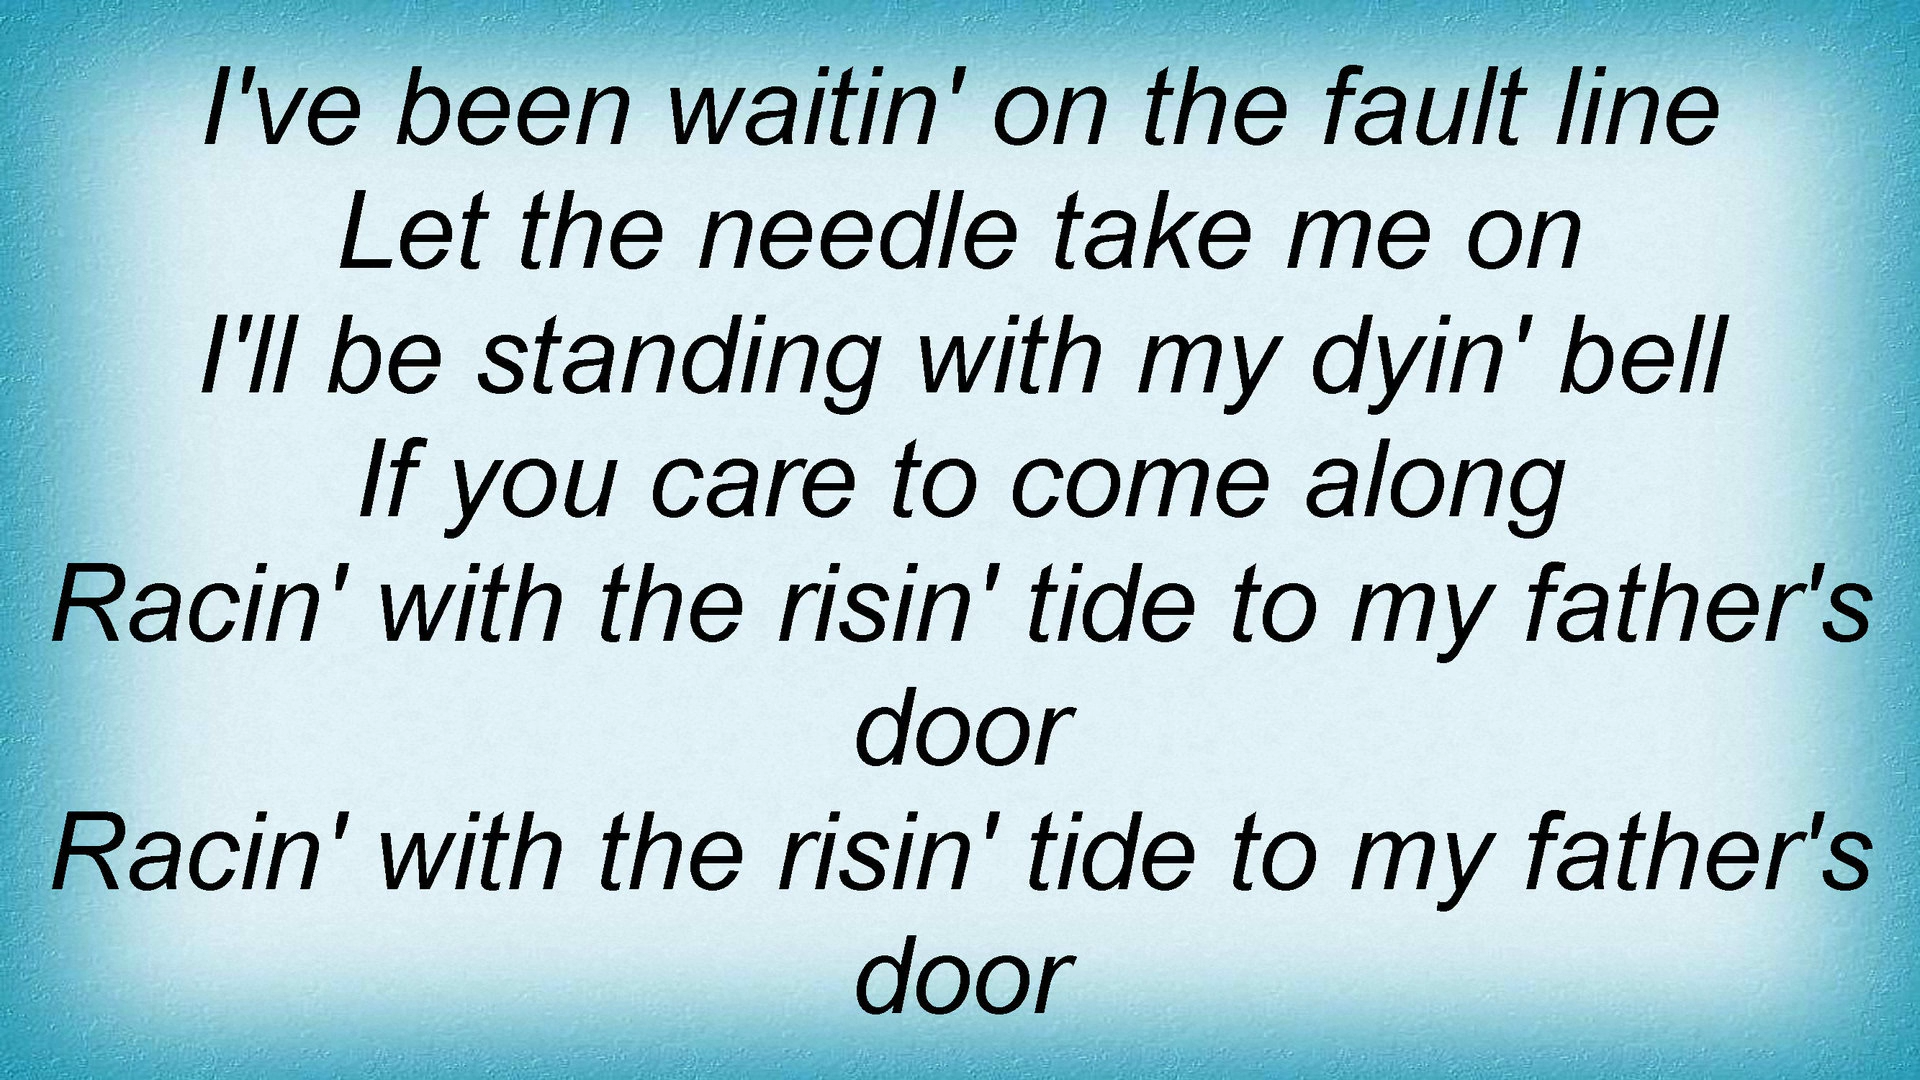 I've been waitin' on the fault line
Let the needle take me on
I'll be standing with my dyin' bell
If you care to come along
Racin' with the risin' tide to my father's
door
Racin' with the risin' tide to my father's
door